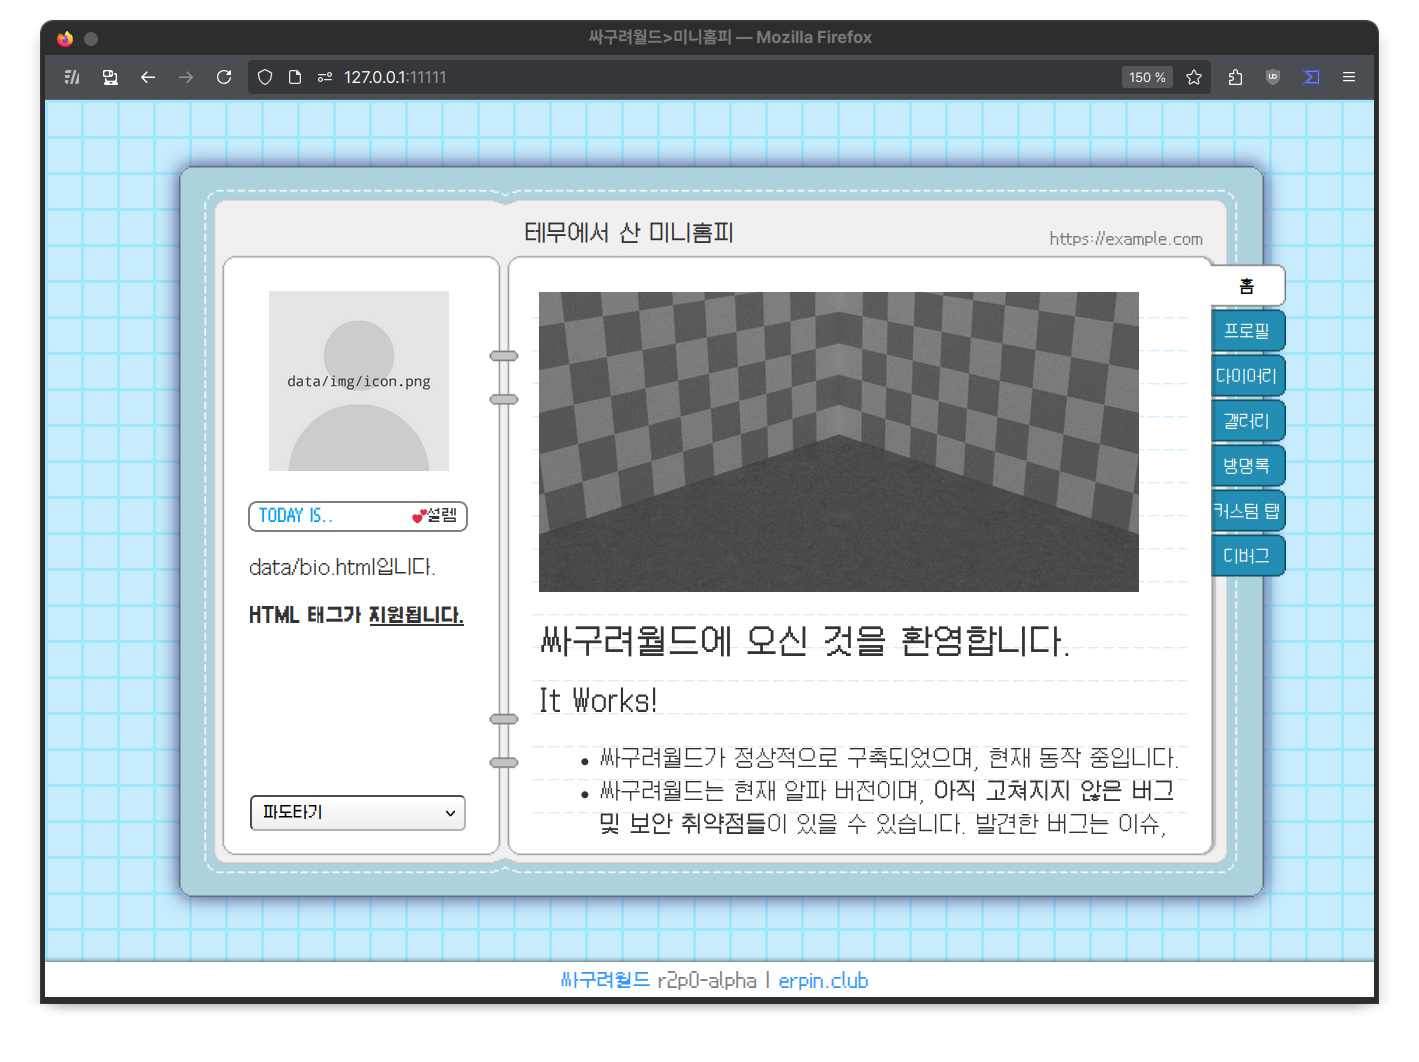 싸구려월드>미니홈피 — Mozilla Firefox
127.0.0.1:11111
150 %
테무에서 산 미니홈피
https://example.com
data/img/icon.png
TODAY IS..
💕설렘
data/bio.html입니다.
HTML 태그가 지원됩니다.
파도타기
싸구려월드에 오신 것을 환영합니다.
It Works!
• 싸구려월드가 정상적으로 구축되었으며, 현재 동작 중입니다.
• 싸구려월드는 현재 알파 버전이며, 아직 고쳐지지 않은 버그
및 보안 취약점들이 있을 수 있습니다. 발견한 버그는 이슈,
홈
프로필
다이어리
갤러리
방명록
커스텀 탭
디버그
싸구려월드 r2p0-alpha | erpin.club